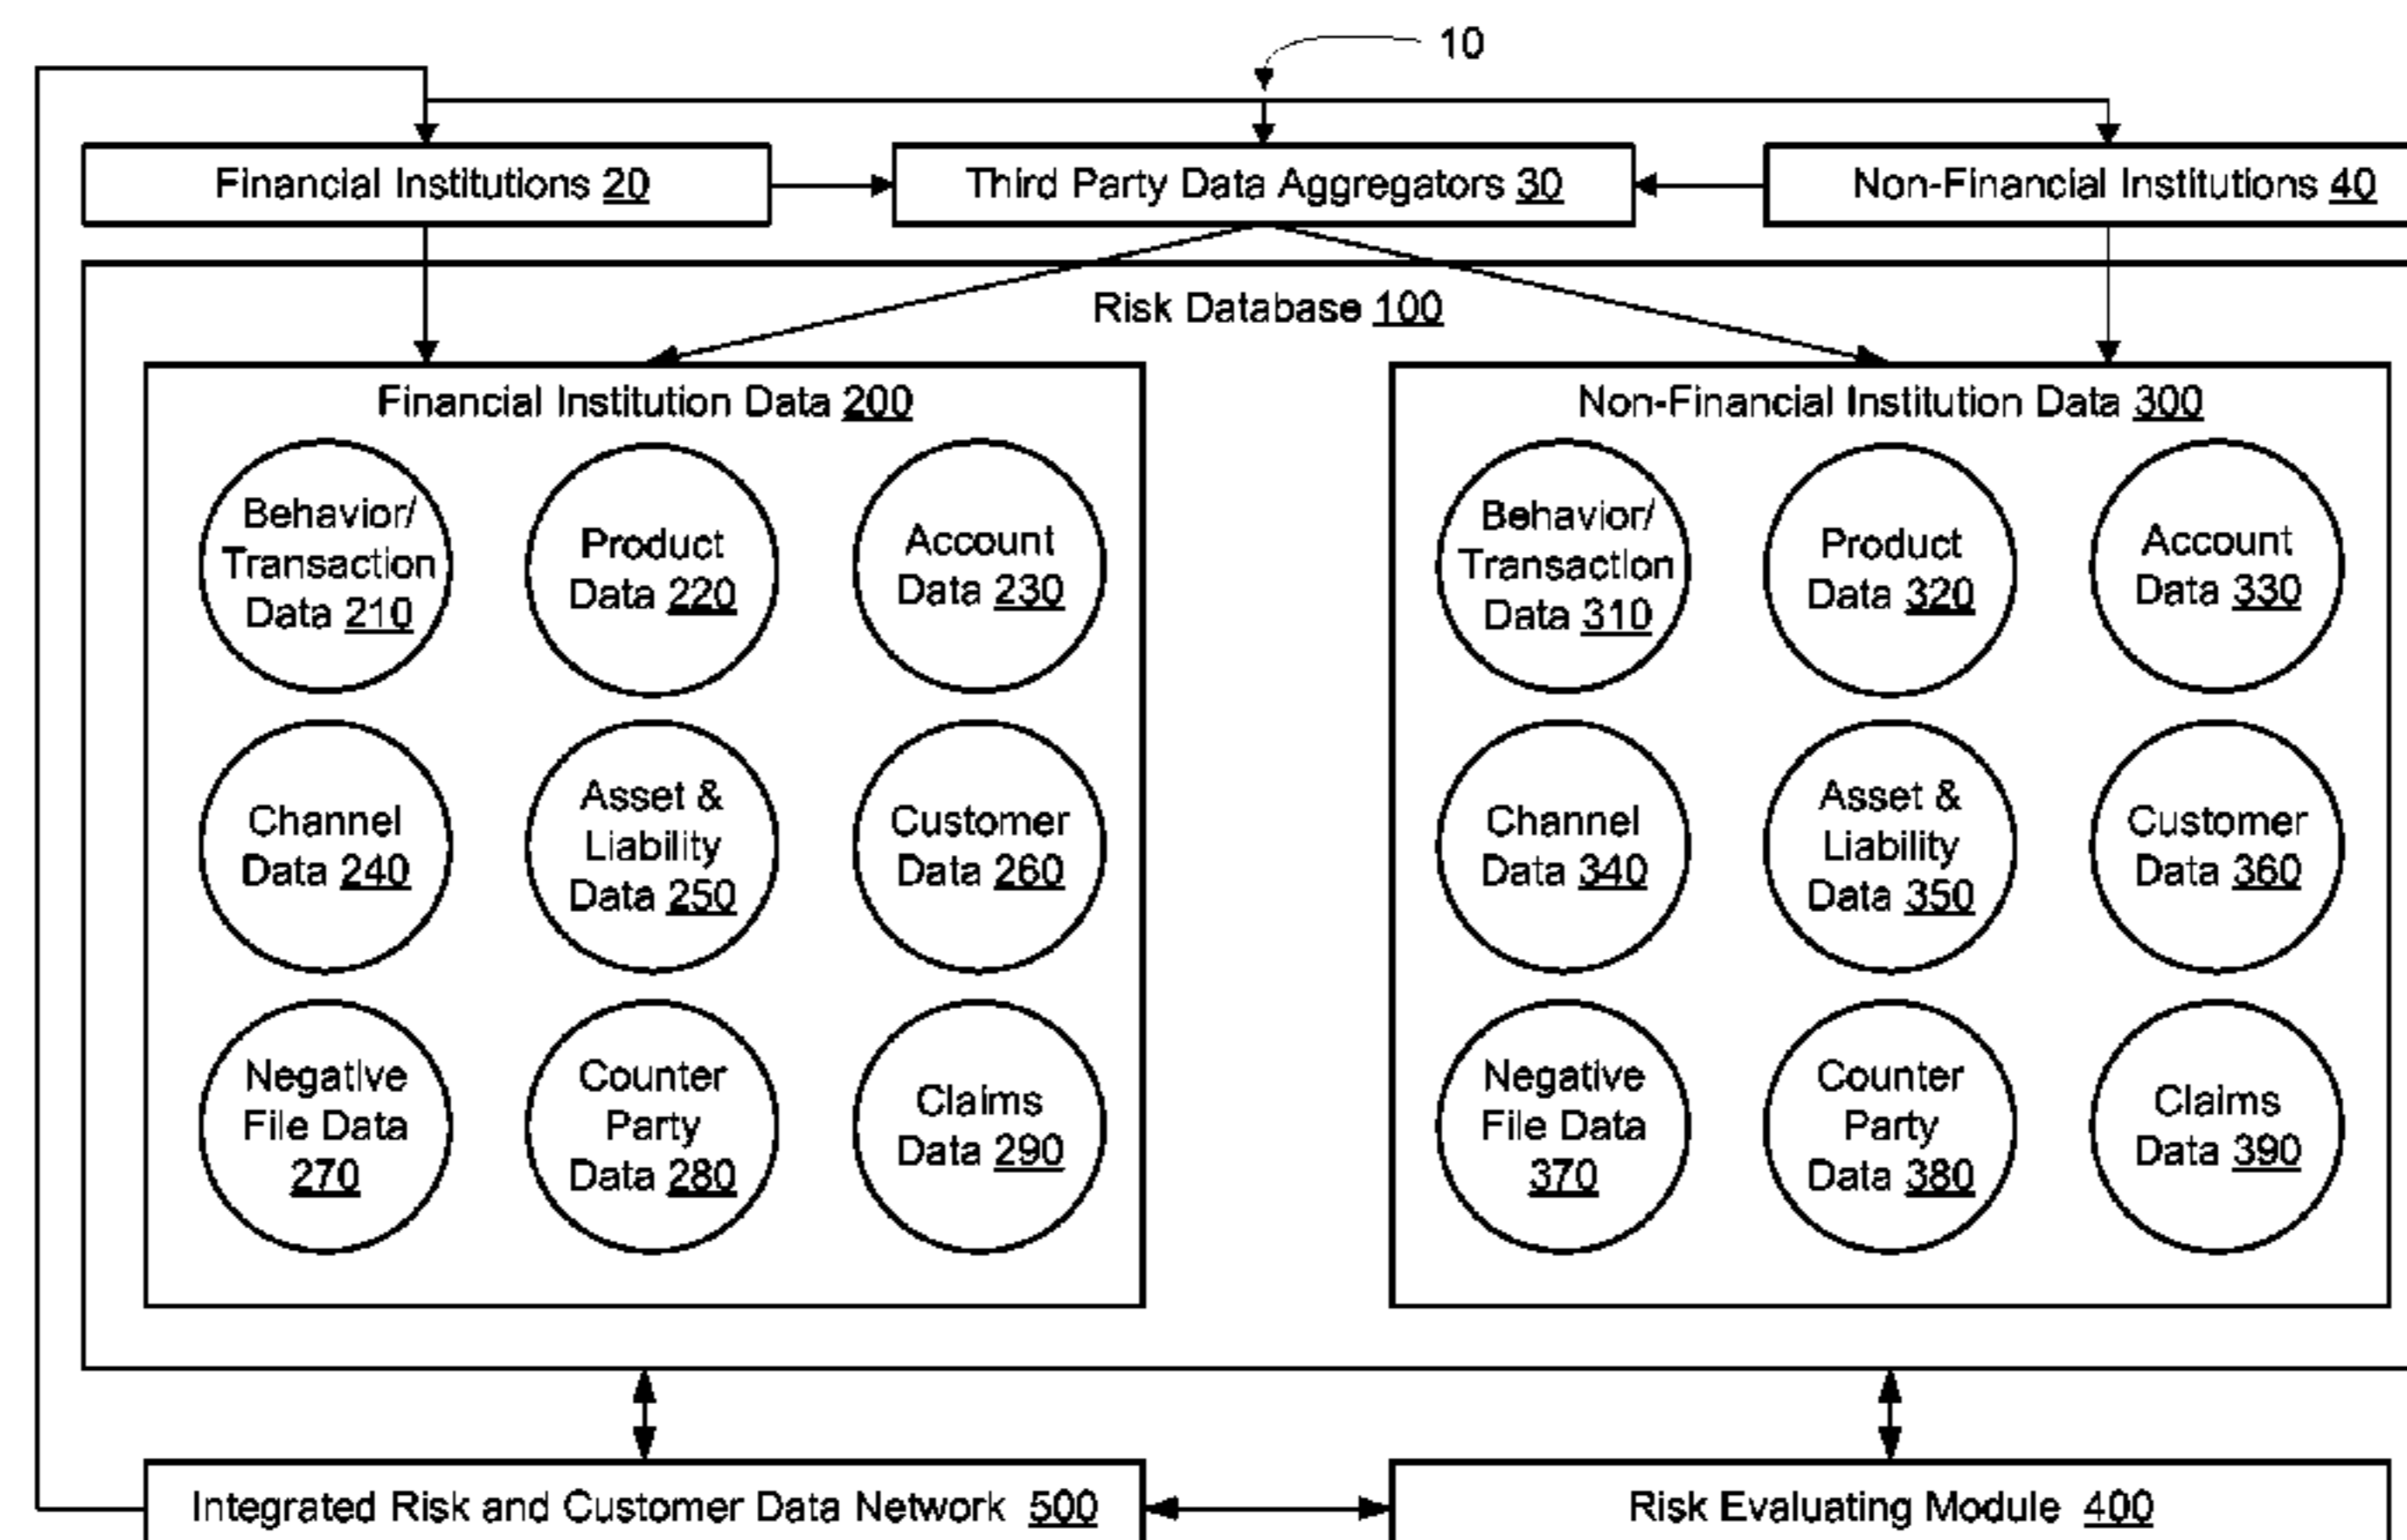 10
Financial Institutions 20
Third Party Data Aggregators 30
Non-Financial Institutions 40
Risk Database 100
Financial Institution Data 200
Behavior/
Transaction
Data 210
Product
Data 220
Account
Data 230
Channel
Data 240
Asset &
Liability
Data 250
Customer
Data 260
Negative
File Data
270
Counter
Party
Data 280
Claims
Data 290
Non-Financial Institution Data 300
Behavior/
Transaction
Data 310
Product
Data 320
Account
Data 330
Channel
Data 340
Asset &
Liability
Data 350
Customer
Data 360
Negative
File Data
370
Counter
Party
Data 380
Claims
Data 390
Integrated Risk and Customer Data Network 500
Risk Evaluating Module 400